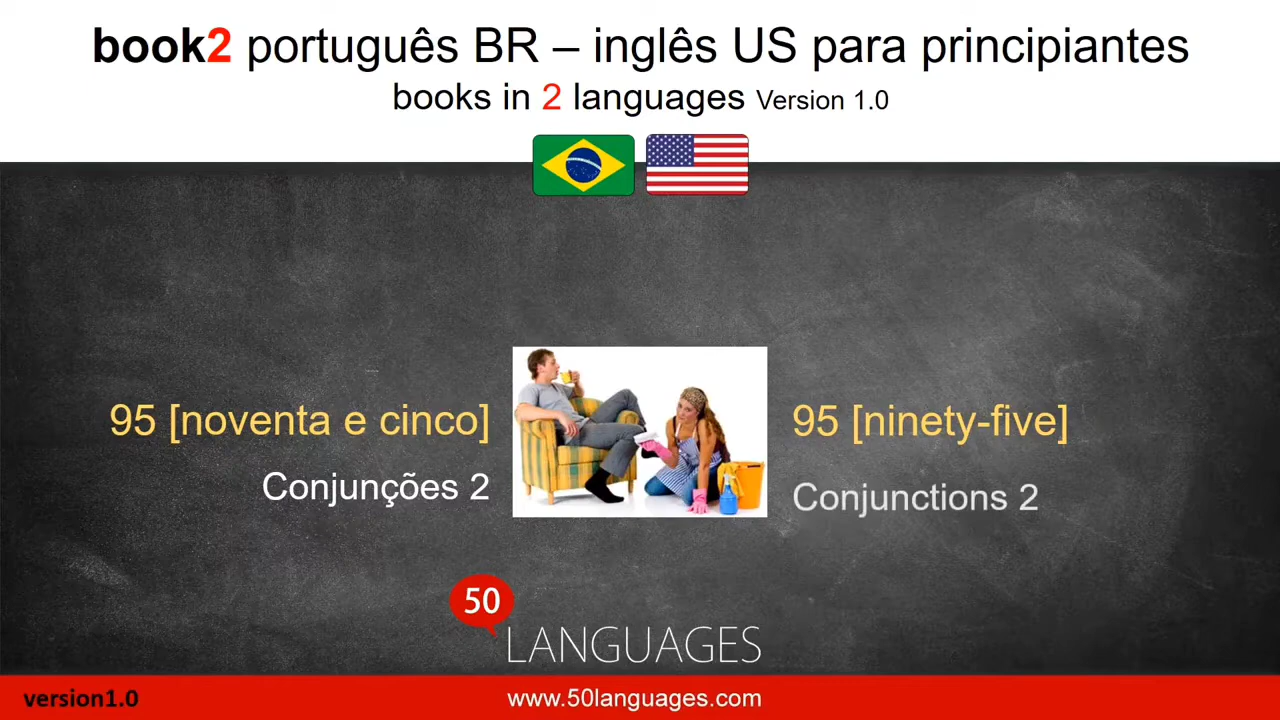 book2 português BR – inglês US para principiantes
books in 2 languages Version 1.0
95 [noventa e cinco]
Conjunções 2
95 [ninety-five]
Conjunctions 2
50
LANGUAGES
version1.0
www.50languages.com